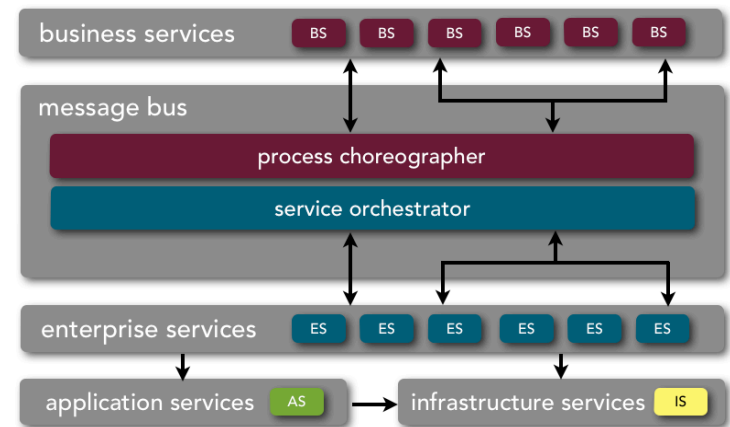 business services BS BS BS BS BS BS
message bus
process choreographer
service orchestrator
enterprise services ES ES ES ES ES ES
application services AS infrastructure services IS